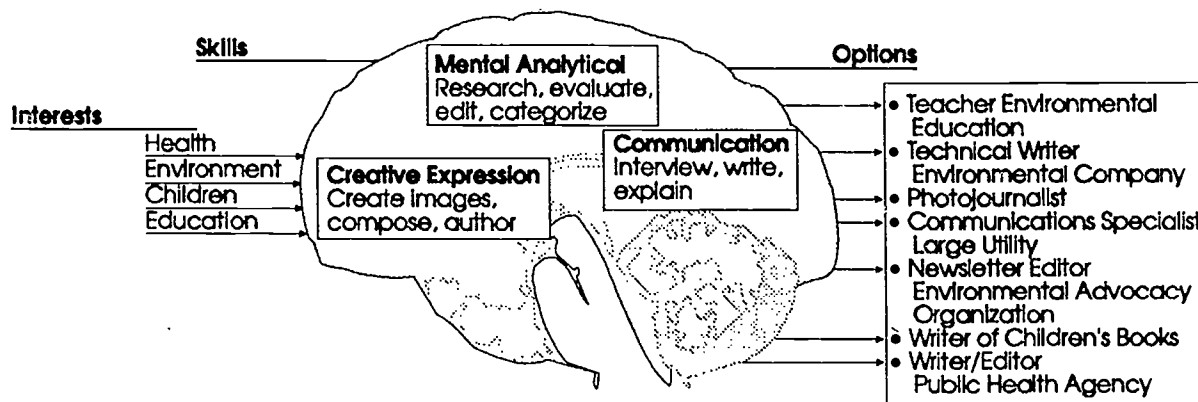 Skills
Options
Interests
Health
Environment
Children
Education
Mental Analytical
Research, evaluate,
edit, categorize
Creative Expression
Create images,
compose, author
Communication
Interview, write,
explain
• Teacher Environmental
Education
• Technical Writer
Environmental Company
• Photojournalist
• Communications Specialist
Large Utility
• Newsletter Editor
Environmental Advocacy
Organization
• Writer of Children's Books
• Writer/Editor
Public Health Agency